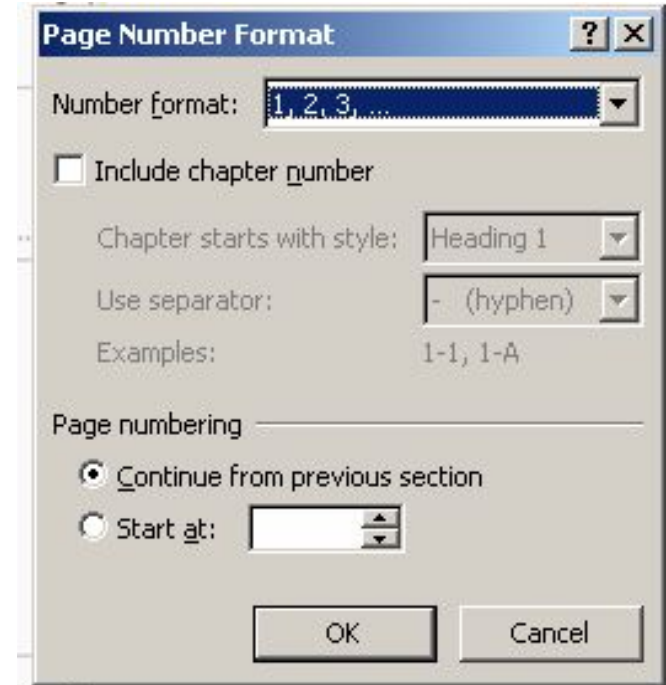 Page Number Format
Number format: 1, 2, 3, ...
Include chapter number
Chapter starts with style: Heading 1
Use separator: - (hyphen)
Examples: 1-1, 1-A
Page numbering
Continue from previous section
Start at:
OK Cancel